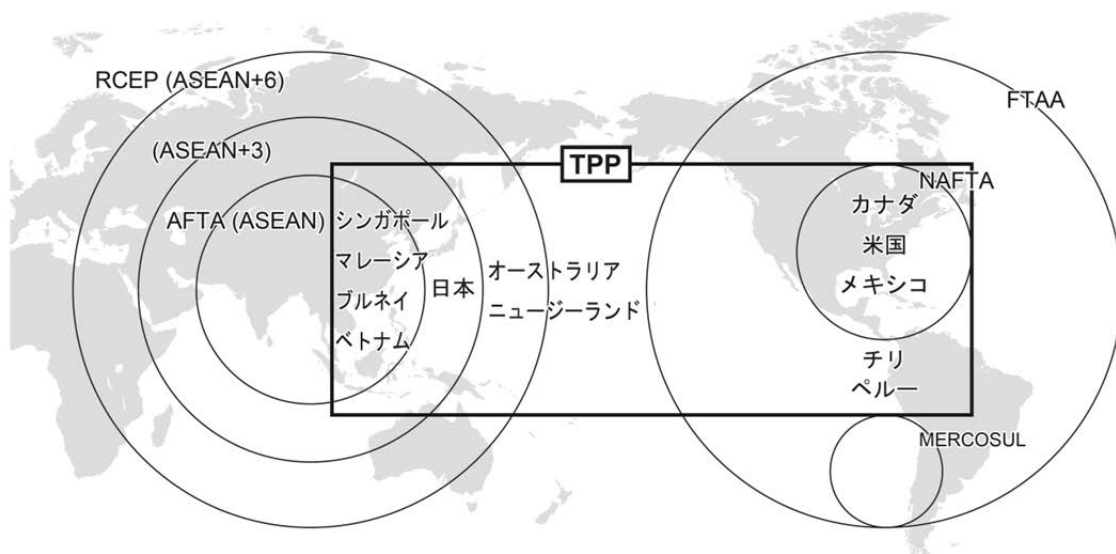 RCEP (ASEAN+6)
(ASEAN+3)
AFTA (ASEAN)
TPP
シンガポール
マレーシア
ブルネイ
ベトナム
日本
オーストラリア
ニュージーランド
FTAA
NAFTA
カナダ
米国
メキシコ
チリ
ペルー
MERCOSUL